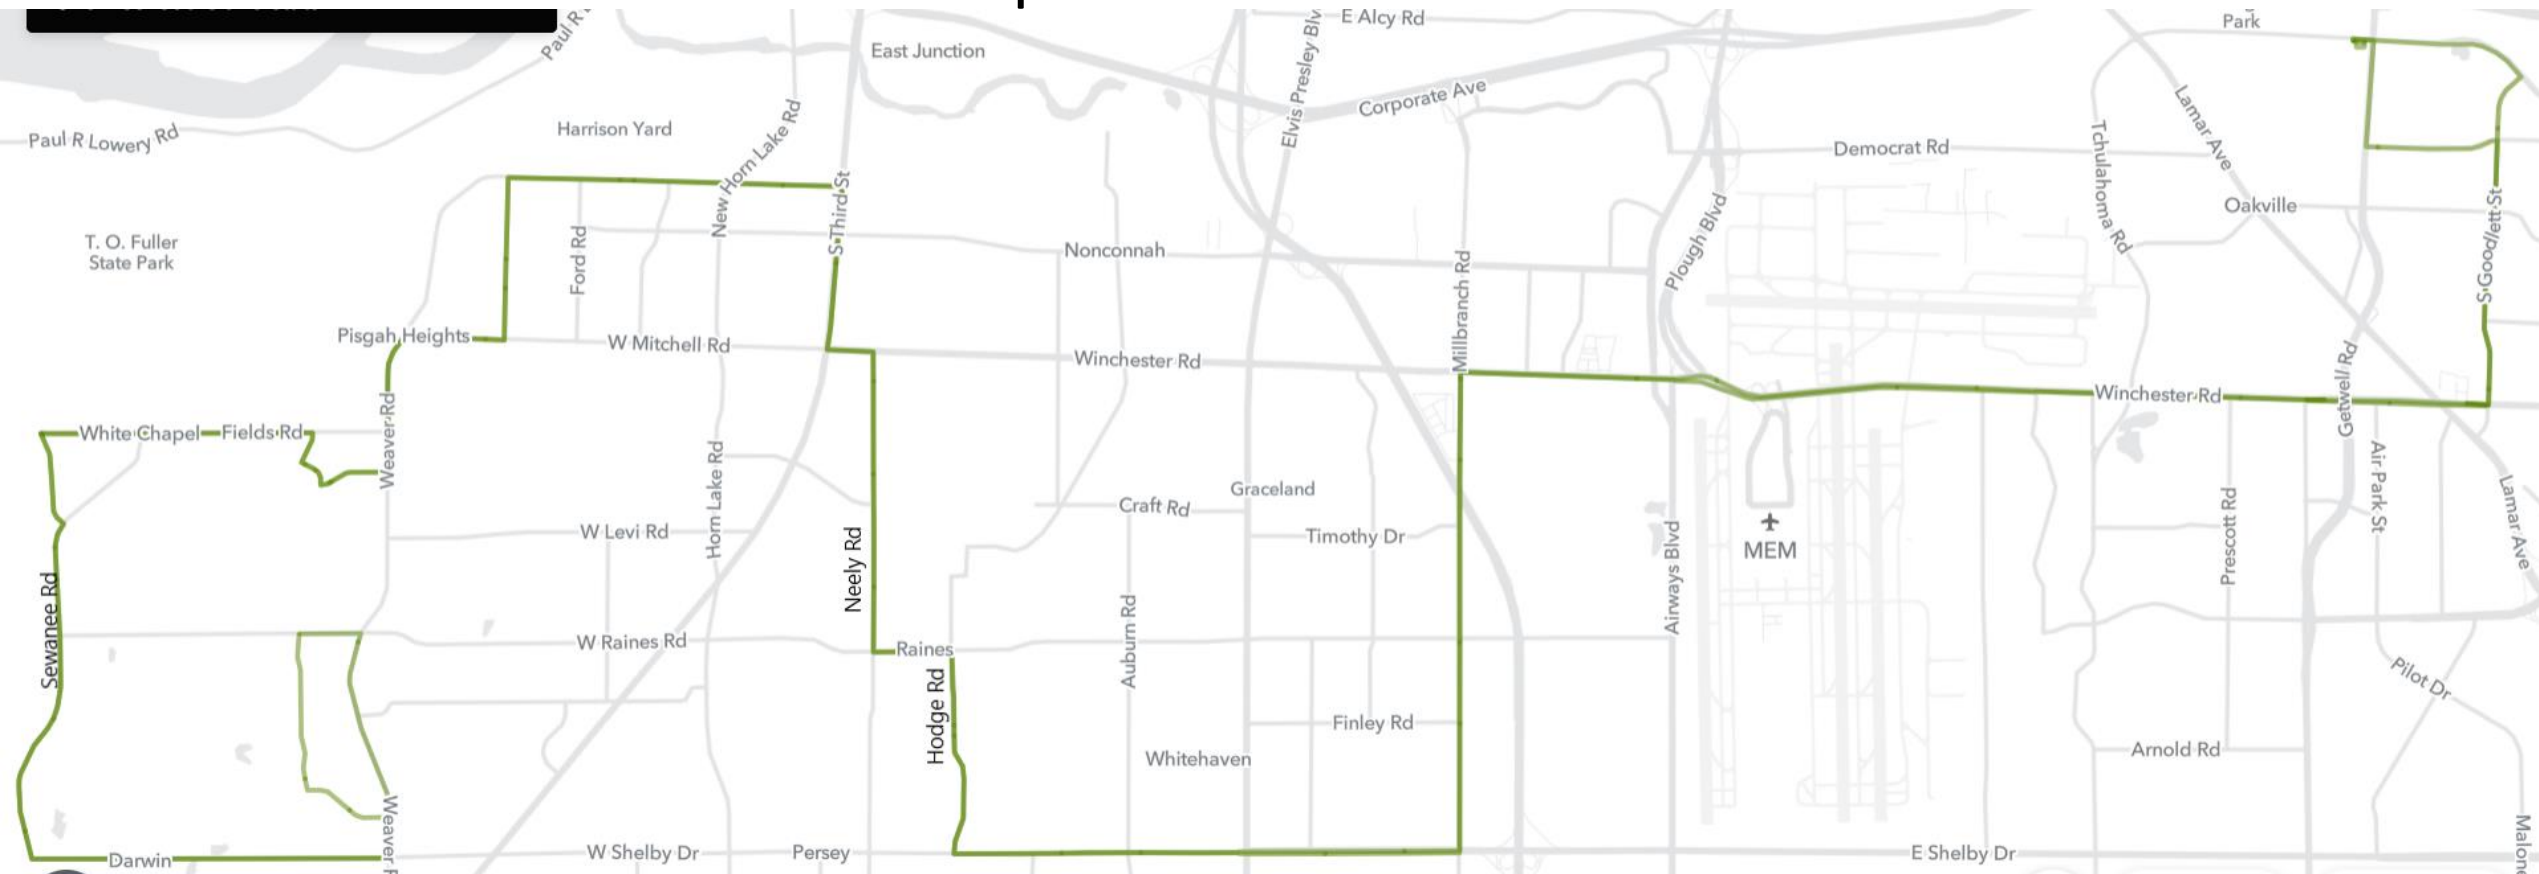 Paul R
E Alcy Rd
Park
East Junction
Elvis Presley Blv
Corporate Ave
Lamar Ave
Paul R Lowery Rd
Harrison Yard
New Horn Lake Rd
Democrat Rd
Tchulahoma Rd
S Third St
Plough Blvd
Oakville
S Goodlett St
T. O. Fuller
State Park
Ford Rd
Nonconnah
Millbranch Rd
Pisgah Heights
W Mitchell Rd
Winchester Rd
Winchester Rd
Getwell Rd
White Chapel
Fields Rd
Weaver Rd
Horn Lake Rd
Craft Rd
Graceland
Timothy Dr
MEM
Airways Blvd
Prescott Rd
Air Park St
Lamar Ave
W Levi Rd
Neely Rd
Sewanee Rd
W Raines Rd
Raines
Hodge Rd
Auburn Rd
Pilot Dr
Finley Rd
Whitehaven
Arnold Rd
Weaver R
Darwin
W Shelby Dr
Persey
E Shelby Dr
Malone